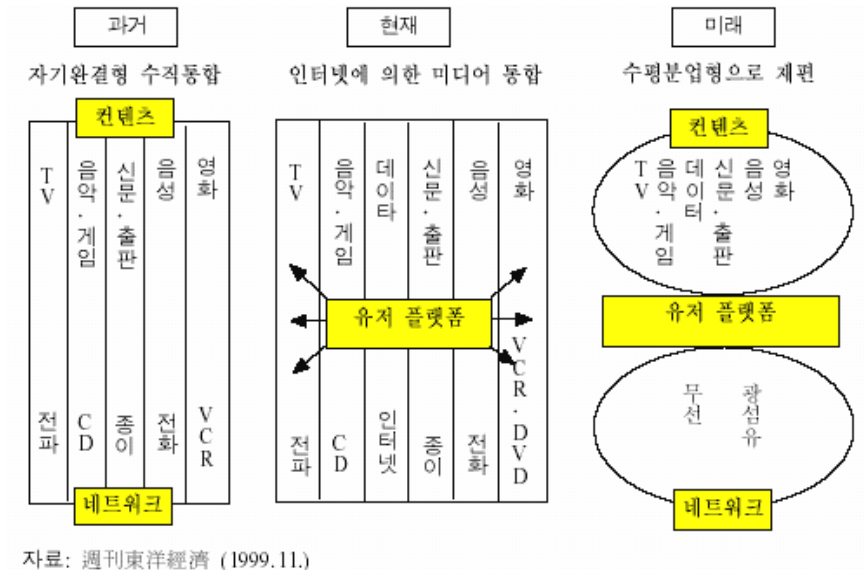 과거
자기완결형 수직통합
컨텐츠
TV
음악·게임
신문·출판
음성
영화
전파
CD
종이
전화
VCR
네트워크
현재
인터넷에 의한 미디어 통합
TV
음악·게임
데이타
신문·출판
음성
영화
유저 플랫폼
전파
CD
인터넷
종이
전화
VCR·DVD
미래
수평분업형으로 재편
컨텐츠
TV
음악·게임
데이터
신문·출판
음성
영화
유저 플랫폼
무선
광섬유
네트워크
자료: 週刊東洋經濟 (1999.11.)